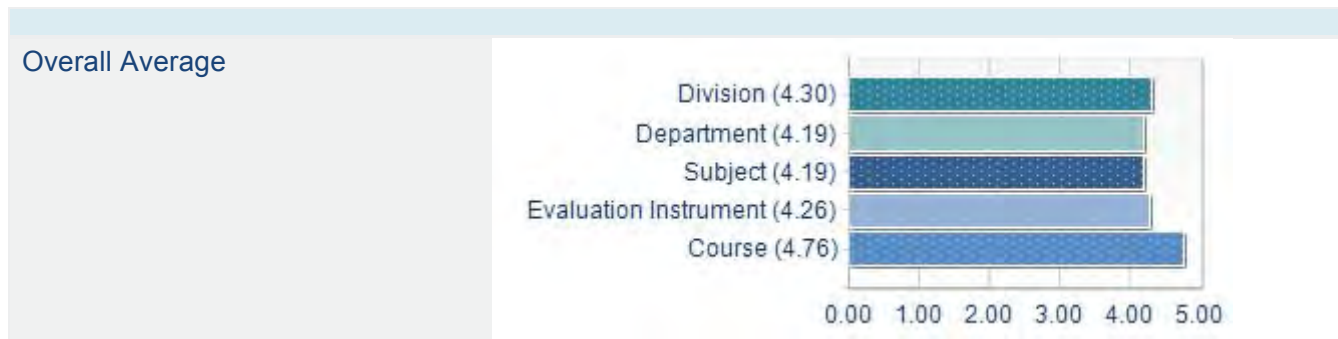 Overall Average
Division (4.30)
Department (4.19)
Subject (4.19)
Evaluation Instrument (4.26)
Course (4.76)
0.00 1.00 2.00 3.00 4.00 5.00